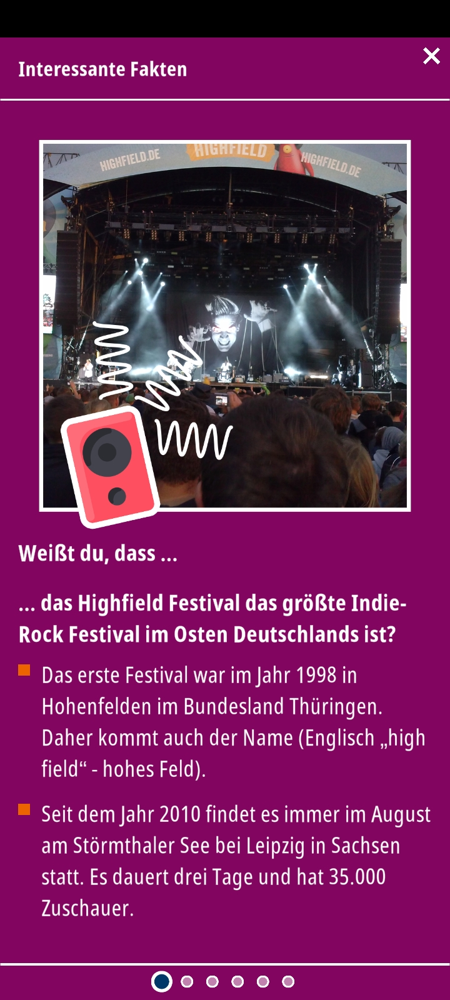 Interessante Fakten
HIGHFIELD.DE
HIGHFIELD
HIGHFIELD.DE
Weißt du, dass ...
... das Highfield Festival das größte Indie-
Rock Festival im Osten Deutschlands ist?
Das erste Festival war im Jahr 1998 in
Hohenfelden im Bundesland Thüringen.
Daher kommt auch der Name (Englisch „high
field“ - hohes Feld).
Seit dem Jahr 2010 findet es immer im August
am Störmthaler See bei Leipzig in Sachsen
statt. Es dauert drei Tage und hat 35.000
Zuschauer.